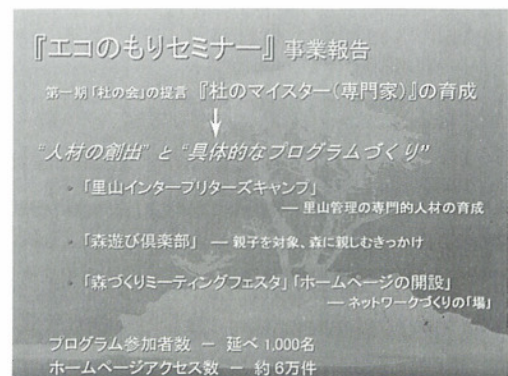 『エコのもりセミナー』事業報告
第一期「杜の会」の提言 『杜のマイスター(専門家)』の育成
“人材の創出” と “具体的なプログラムづくり”
・「里山インタープリターズキャンプ」
― 里山管理の専門的人材の育成
・「森遊び倶楽部」 ― 親子を対象、森に親しむきっかけ
・「森づくりミーティングフェスタ」「ホームページの開設」
― ネットワークづくりの「場」
プログラム参加者数 ― 延べ 1,000名
ホームページアクセス数 ― 約 6万件